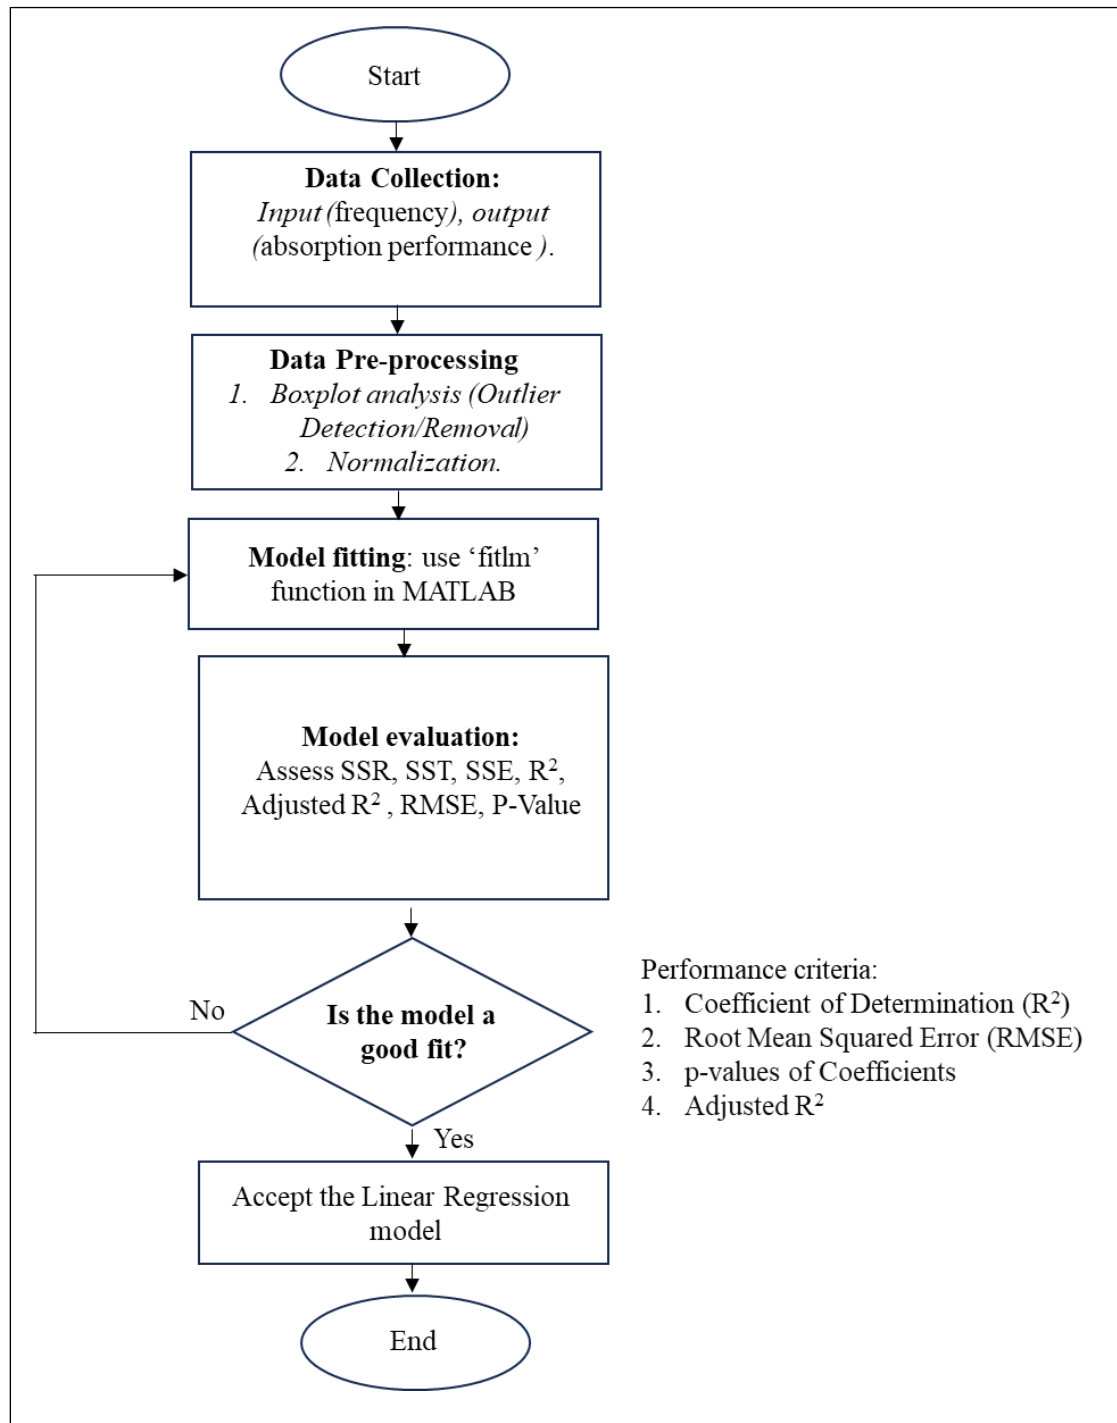 Start
Data Collection:
Input (frequency), output
(absorption performance ).
Data Pre-processing
1. Boxplot analysis (Outlier
Detection/Removal)
2. Normalization.
Model fitting: use ‘fitlm’
function in MATLAB
Model evaluation:
Assess SSR, SST, SSE, R²,
Adjusted R² , RMSE, P-Value
No
Is the model a
good fit?
Performance criteria:
1. Coefficient of Determination (R²)
2. Root Mean Squared Error (RMSE)
3. p-values of Coefficients
4. Adjusted R²
Yes
Accept the Linear Regression
model
End